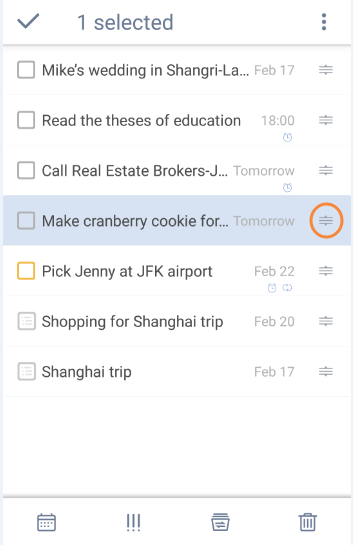 1 selected
Mike's wedding in Shangri-La... Feb 17
Read the theses of education 18:00
Call Real Estate Brokers-J... Tomorrow
Make cranberry cookie for... Tomorrow
Pick Jenny at JFK airport Feb 22
Shopping for Shanghai trip Feb 20
Shanghai trip Feb 17
!!!